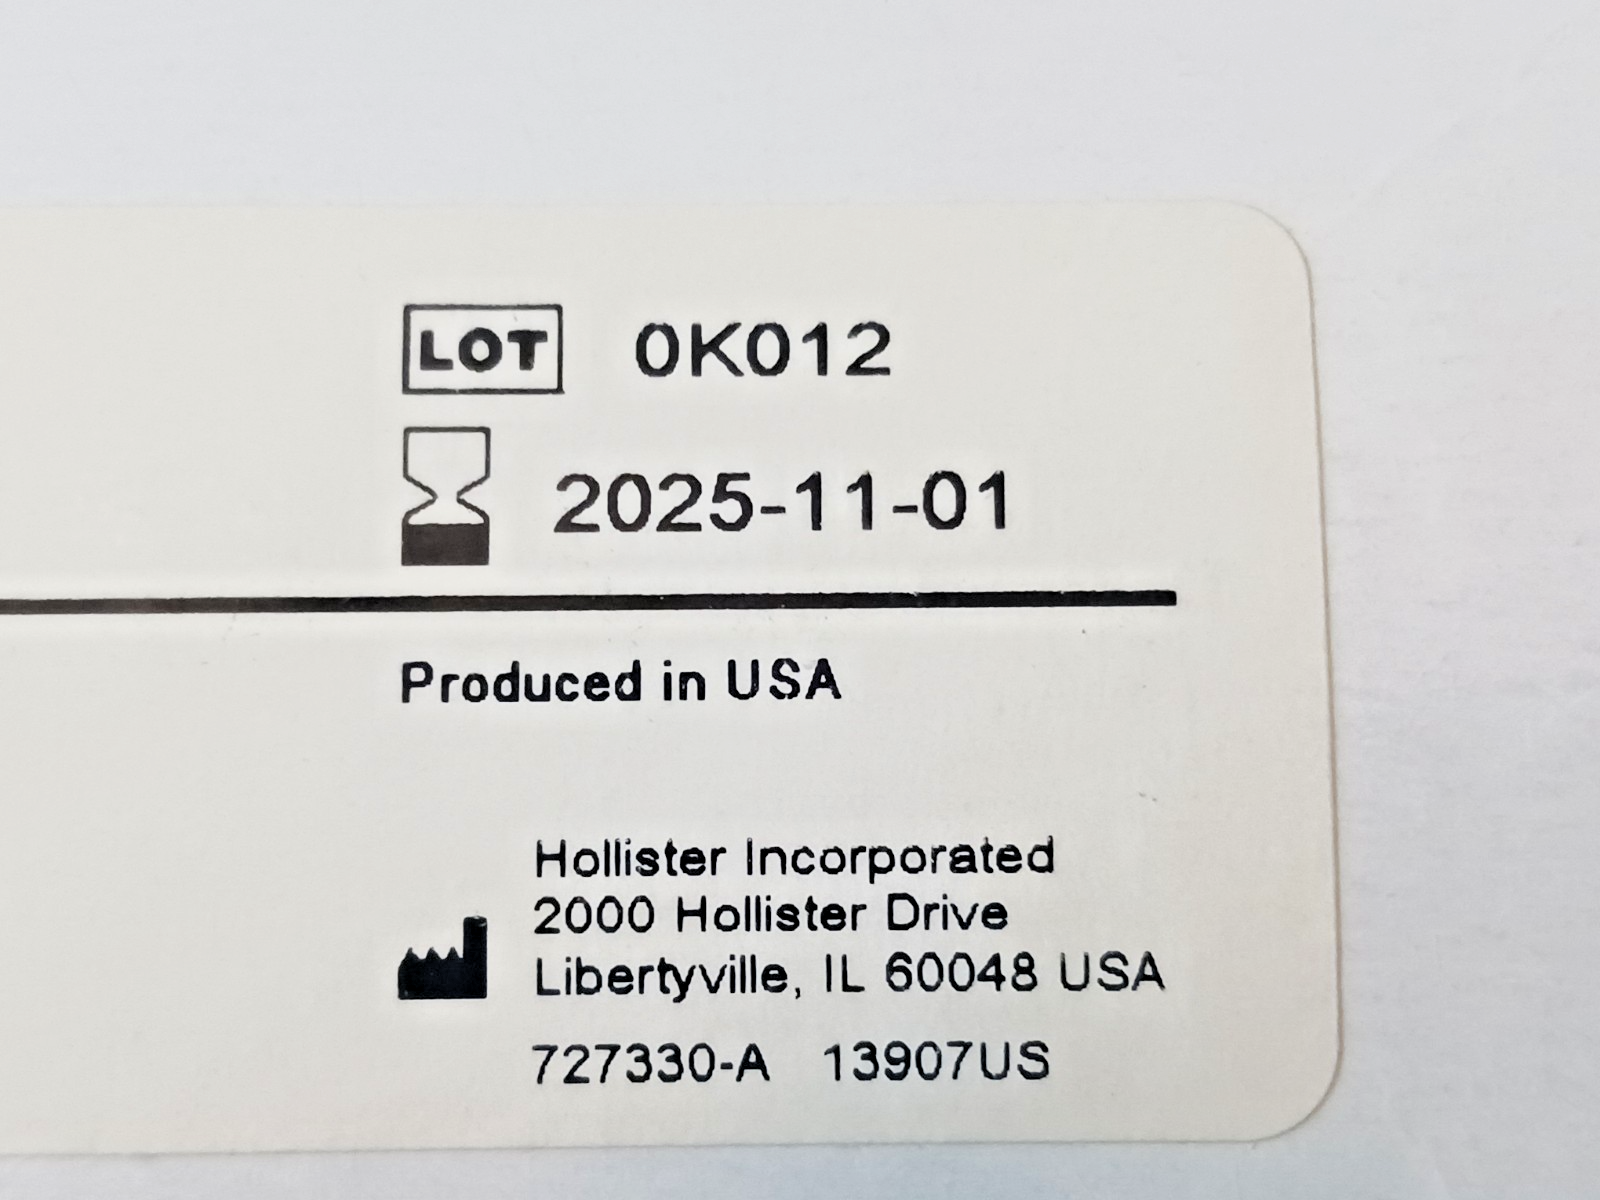 LOT 0K012
2025-11-01
Produced in USA
Hollister Incorporated
2000 Hollister Drive
Libertyville, IL 60048 USA
727330-A 13907US